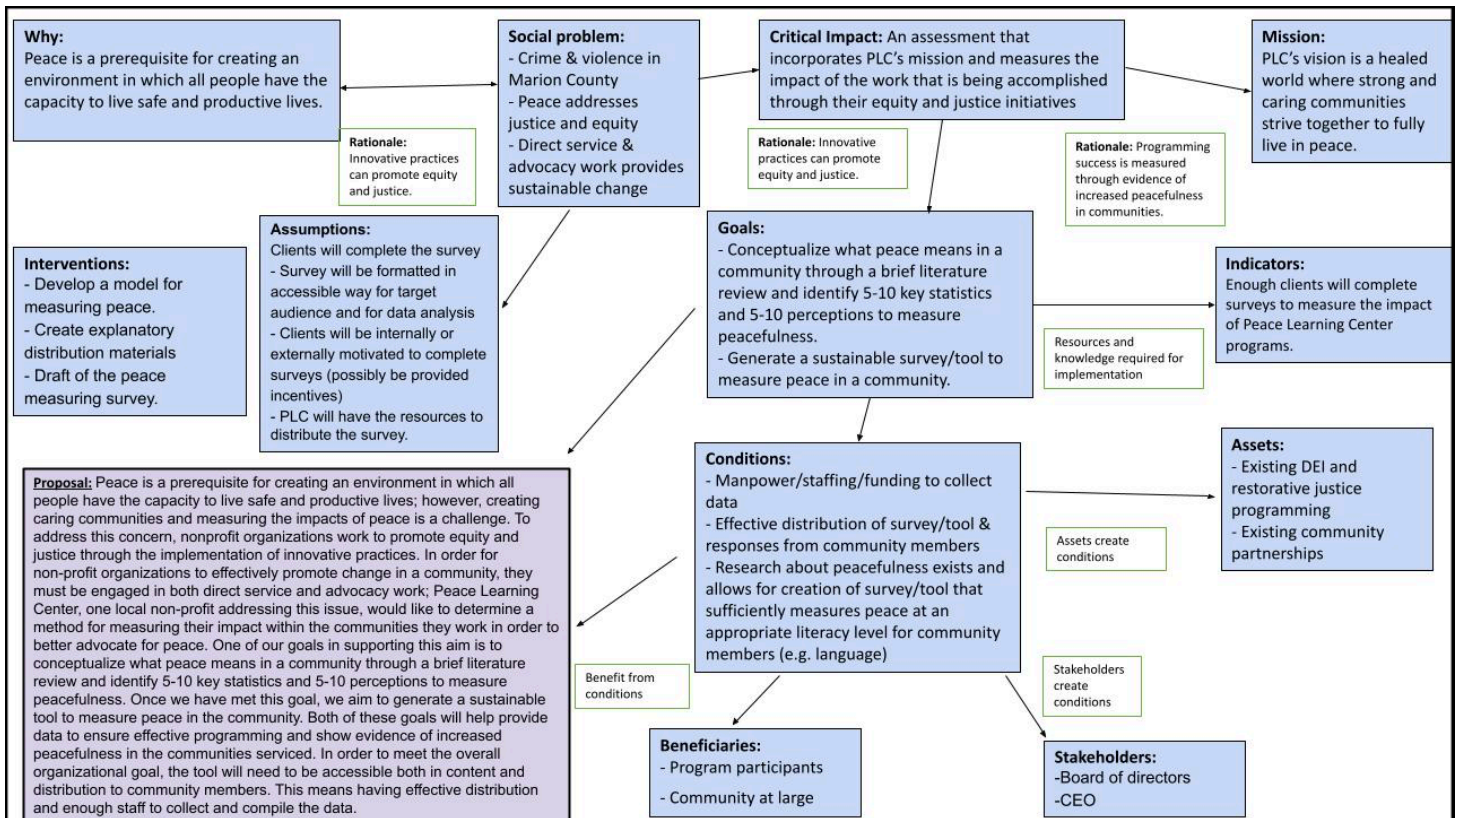 Why:
Peace is a prerequisite for creating an
environment in which all people have the
capacity to live safe and productive lives.
Social problem:
- Crime & violence in
Marion County
- Peace addresses
justice and equity
- Direct service &
advocacy work provides
sustainable change
Critical Impact: An assessment that
incorporates PLC's mission and measures the
impact of the work that is being accomplished
through their equity and justice initiatives
Mission:
PLC's vision is a healed
world where strong and
caring communities
strive together to fully
live in peace.
Rationale:
Innovative practices
can promote equity
and justice.
Rationale: Innovative
practices can promote
equity and justice.
Rationale: Programming
success is measured
through evidence of
increased peacefulness
in communities.
Interventions:
- Develop a model for
measuring peace.
- Create explanatory
distribution materials
- Draft of the peace
measuring survey.
Assumptions:
Clients will complete the survey
- Survey will be formatted in
accessible way for target
audience and for data analysis
- Clients will be internally or
externally motivated to complete
surveys (possibly be provided
incentives)
- PLC will have the resources to
distribute the survey.
Goals:
- Conceptualize what peace means in a
community through a brief literature
review and identify 5-10 key statistics
and 5-10 perceptions to measure
peacefulness.
- Generate a sustainable survey/tool to
measure peace in a community.
Indicators:
Enough clients will complete
surveys to measure the impact
of Peace Learning Center
programs.
Resources and
knowledge required for
implementation
Proposal: Peace is a prerequisite for creating an environment in which all
people have the capacity to live safe and productive lives; however, creating
caring communities and measuring the impacts of peace is a challenge. To
address this concern, nonprofit organizations work to promote equity and
justice through the implementation of innovative practices. In order for
non-profit organizations to effectively promote change in a community, they
must be engaged in both direct service and advocacy work; Peace Learning
Center, one local non-profit addressing this issue, would like to determine a
method for measuring their impact within the communities they work in order to
better advocate for peace. One of our goals in supporting this aim is to
conceptualize what peace means in a community through a brief literature
review and identify 5-10 key statistics and 5-10 perceptions to measure
peacefulness. Once we have met this goal, we aim to generate a sustainable
tool to measure peace in the community. Both of these goals will help provide
data to ensure effective programming and show evidence of increased
peacefulness in the communities serviced. In order to meet the overall
organizational goal, the tool will need to be accessible both in content and
distribution to community members. This means having effective distribution
and enough staff to collect and compile the data.
Conditions:
- Manpower/staffing/funding to collect
data
- Effective distribution of survey/tool &
responses from community members
- Research about peacefulness exists and
allows for creation of survey/tool that
sufficiently measures peace at an
appropriate literacy level for community
members (e.g. language)
Assets:
- Existing DEI and
restorative justice
programming
- Existing community
partnerships
Assets create
conditions
Benefit from
conditions
Stakeholders
create
conditions
Beneficiaries:
- Program participants
- Community at large
Stakeholders:
-Board of directors
-CEO